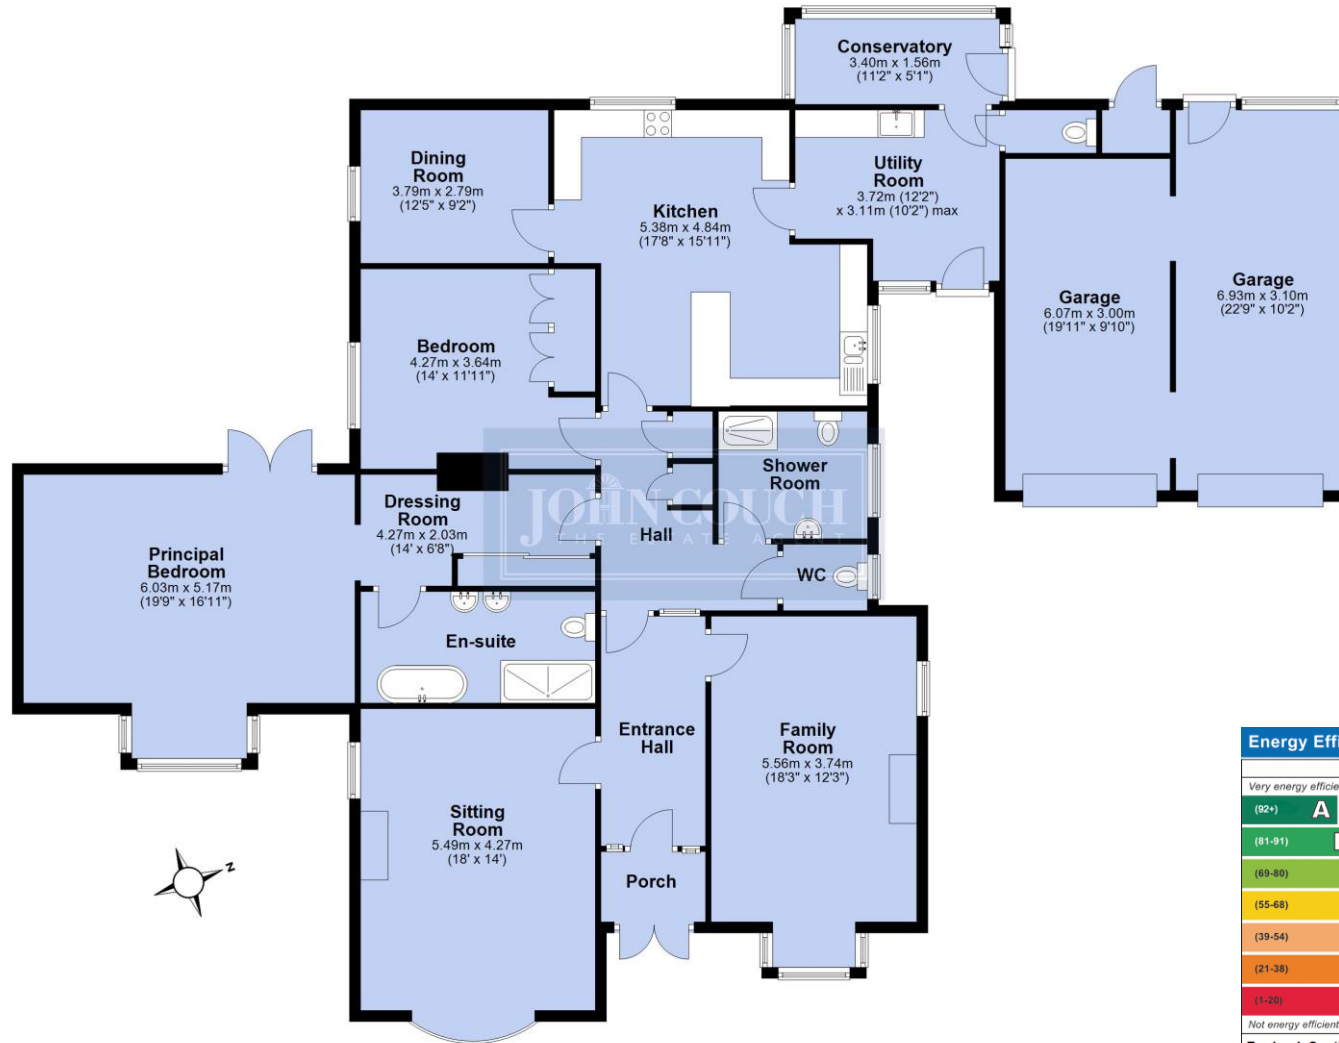 Conservatory
3.40m x 1.56m
(11'2" x 5'1")
Dining
Room
3.79m x 2.79m
(12'5" x 9'2")
Kitchen
5.38m x 4.84m
(17'8" x 15'11")
Utility
Room
3.72m (12'2")
x 3.11m (10'2") max
Garage
6.07m x 3.00m
(19'11" x 9'10")
Garage
6.93m x 3.10m
(22'9" x 10'2")
Bedroom
4.27m x 3.64m
(14' x 11'11")
Shower
Room
Dressing
Room
4.27m x 2.03m
(14' x 6'8")
JOHN COUCH
THE ESTATE AGENT
Hall
WC
Principal
Bedroom
6.03m x 5.17m
(19'9" x 16'11")
En-suite
Entrance
Hall
Family
Room
5.56m x 3.74m
(18'3" x 12'3")
Sitting
Room
5.49m x 4.27m
(18' x 14')
Porch
N
Energy Effi
Very energy efficie
(92+) A
(81-91)
(69-80)
(55-68)
(39-54)
(21-38)
(1-20)
Not energy efficient